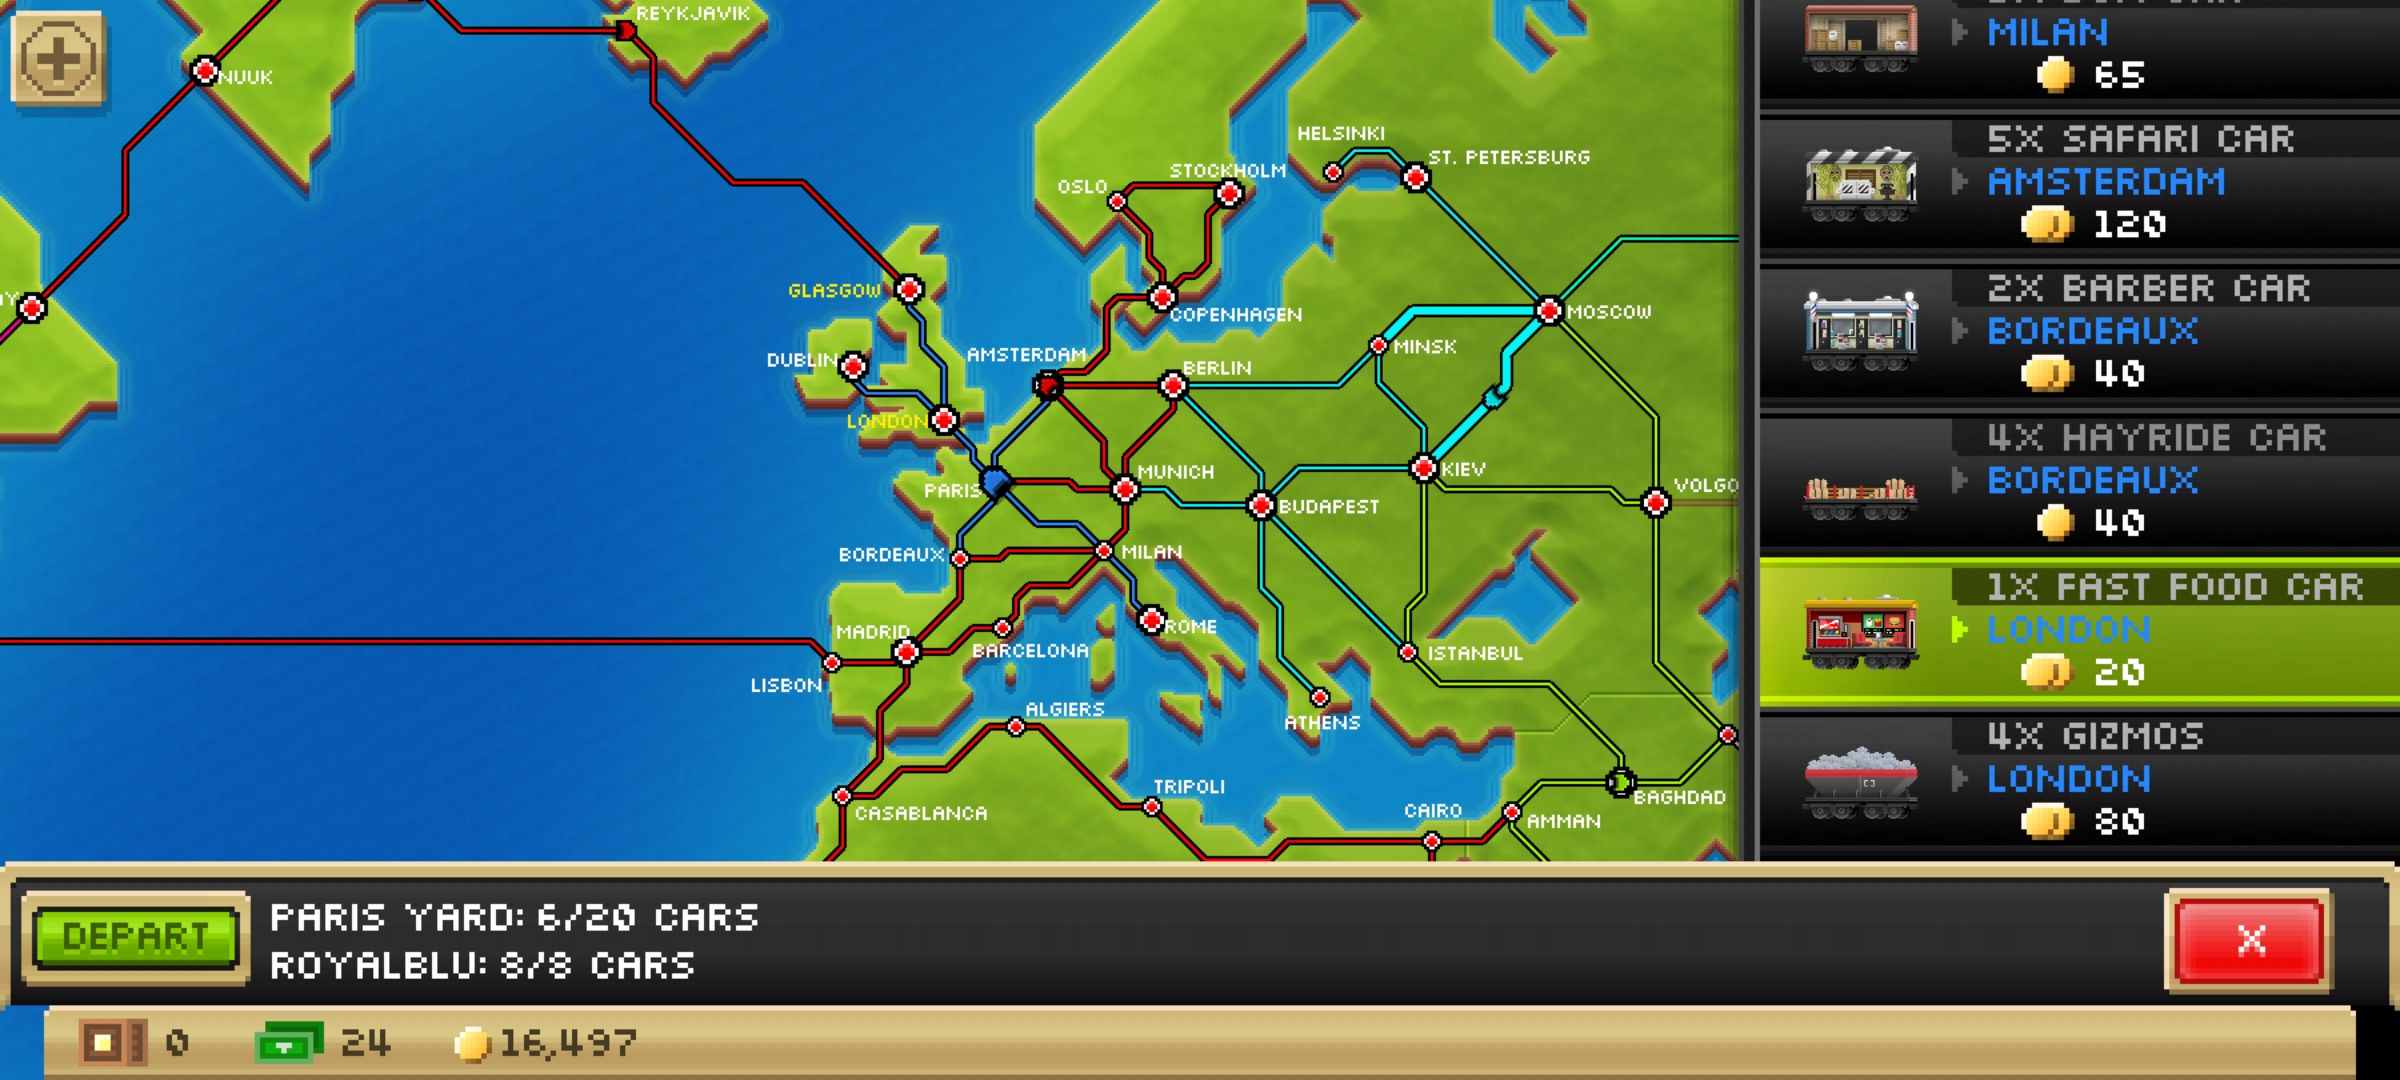 REYKJAVIK
NUUK
HELSINKI
ST. PETERSBURG
STOCKHOLM
OSLO
GLASGOW
COPENHAGEN
MOSCOW
MINSK
DUBLIN
AMSTERDAM
BERLIN
LONDON
MUNICH
KIEV
PARIS
VOLGO
BUDAPEST
BORDEAUX
MILAN
MADRID
ROME
BARCELONA
ISTANBUL
LISBON
ALGIERS
ATHENS
TRIPOLI
CASABLANCA
CAIRO
AMMAN
BAGHDAD
MILAN
65
5X SAFARI CAR
AMSTERDAM
120
2X BARBER CAR
BORDEAUX
40
4X HAYRIDE CAR
BORDEAUX
40
1X FAST FOOD CAR
LONDON
20
4X GIZMOS
LONDON
80
DEPART
PARIS YARD: 6/20 CARS
ROYALBLU: 8/8 CARS
X
0
24
16,497